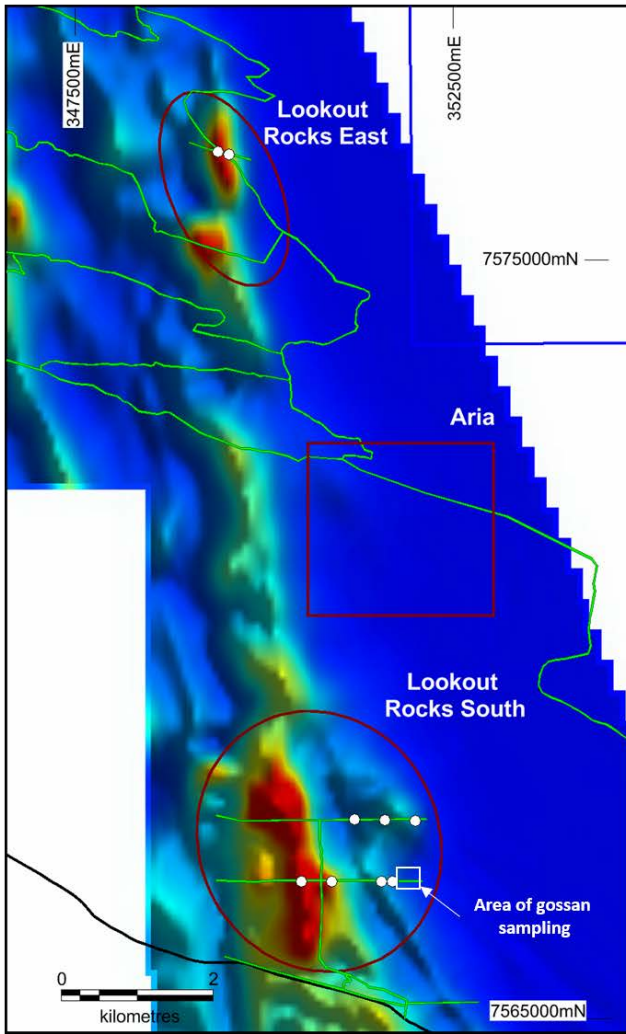 347500mE
352500mE
Lookout
Rocks East
7575000mN
Aria
Lookout
Rocks South
Area of gossan
sampling
0
2
kilometres
7565000mN